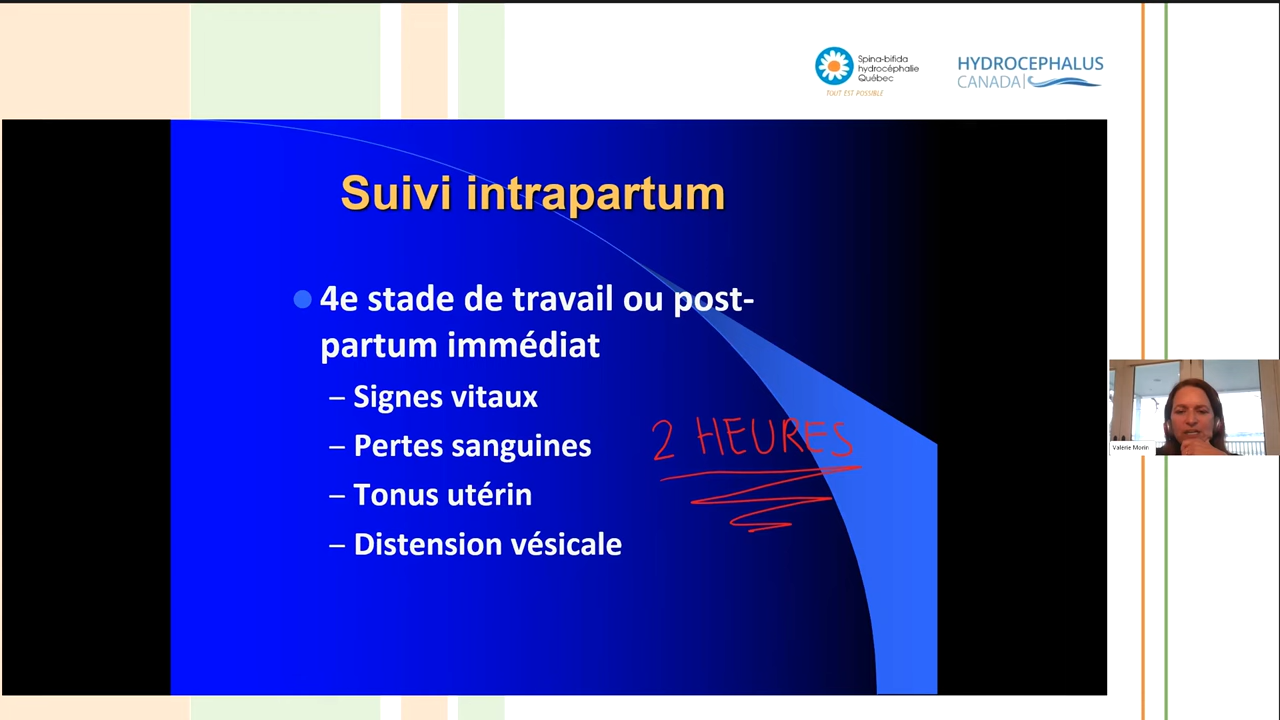 Spina-bifida
hydrocéphalie
Québec
TOUT EST POSSIBLE
HYDROCEPHALUS
CANADA
Suivi intrapartum
4e stade de travail ou post-
partum immédiat
– Signes vitaux
– Pertes sanguines
– Tonus utérin
– Distension vésicale
2 HEURES
Valérie Morin